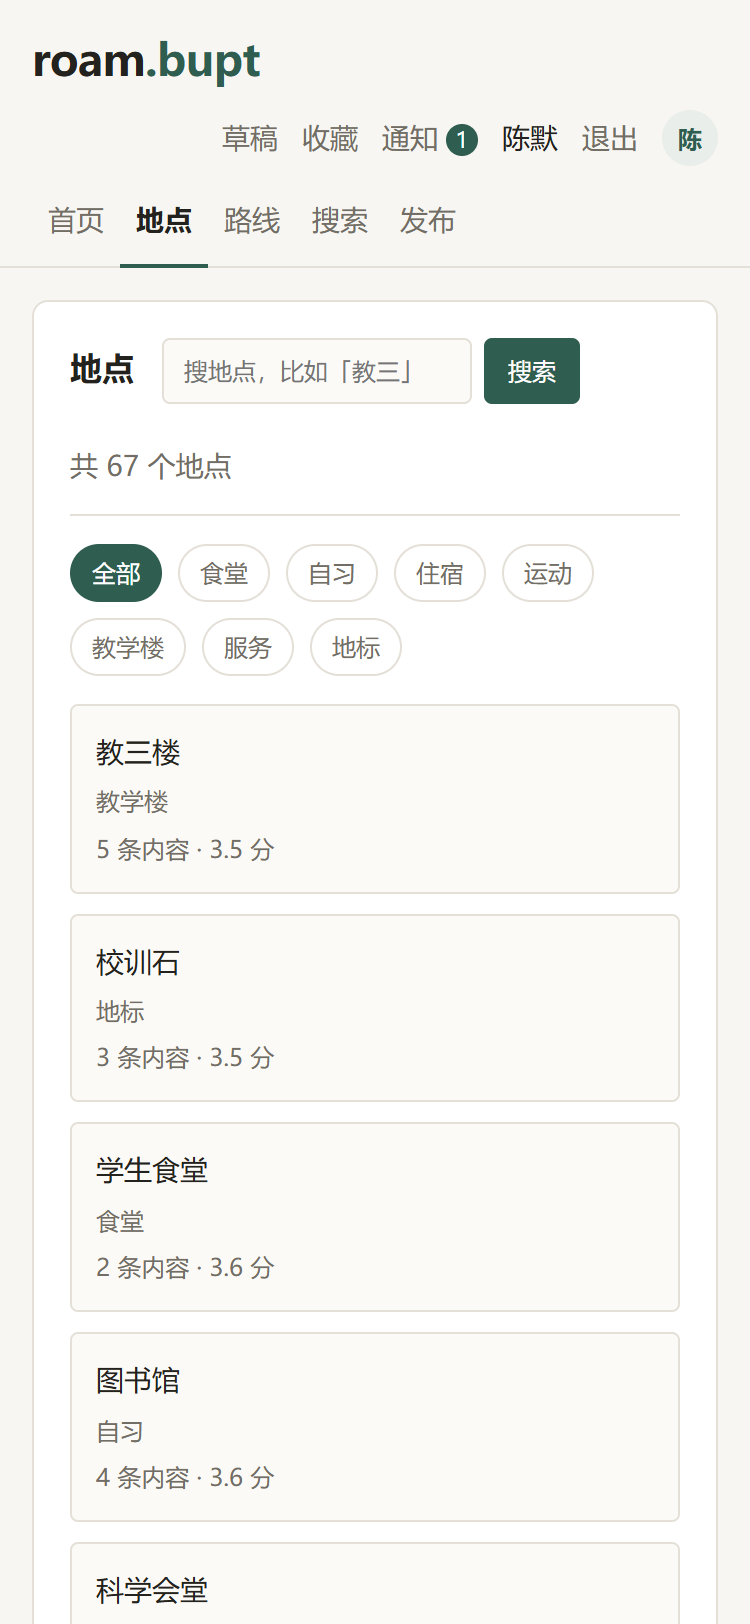 roam.bupt
草稿 收藏 通知 1 陈默 退出 陈
首页 地点 路线 搜索 发布
地点 搜地点，比如「教三」 搜索
共 67 个地点
全部 食堂 自习 住宿 运动
教学楼 服务 地标
教三楼
教学楼
5 条内容 · 3.5 分
校训石
地标
3 条内容 · 3.5 分
学生食堂
食堂
2 条内容 · 3.6 分
图书馆
自习
4 条内容 · 3.6 分
科学会堂